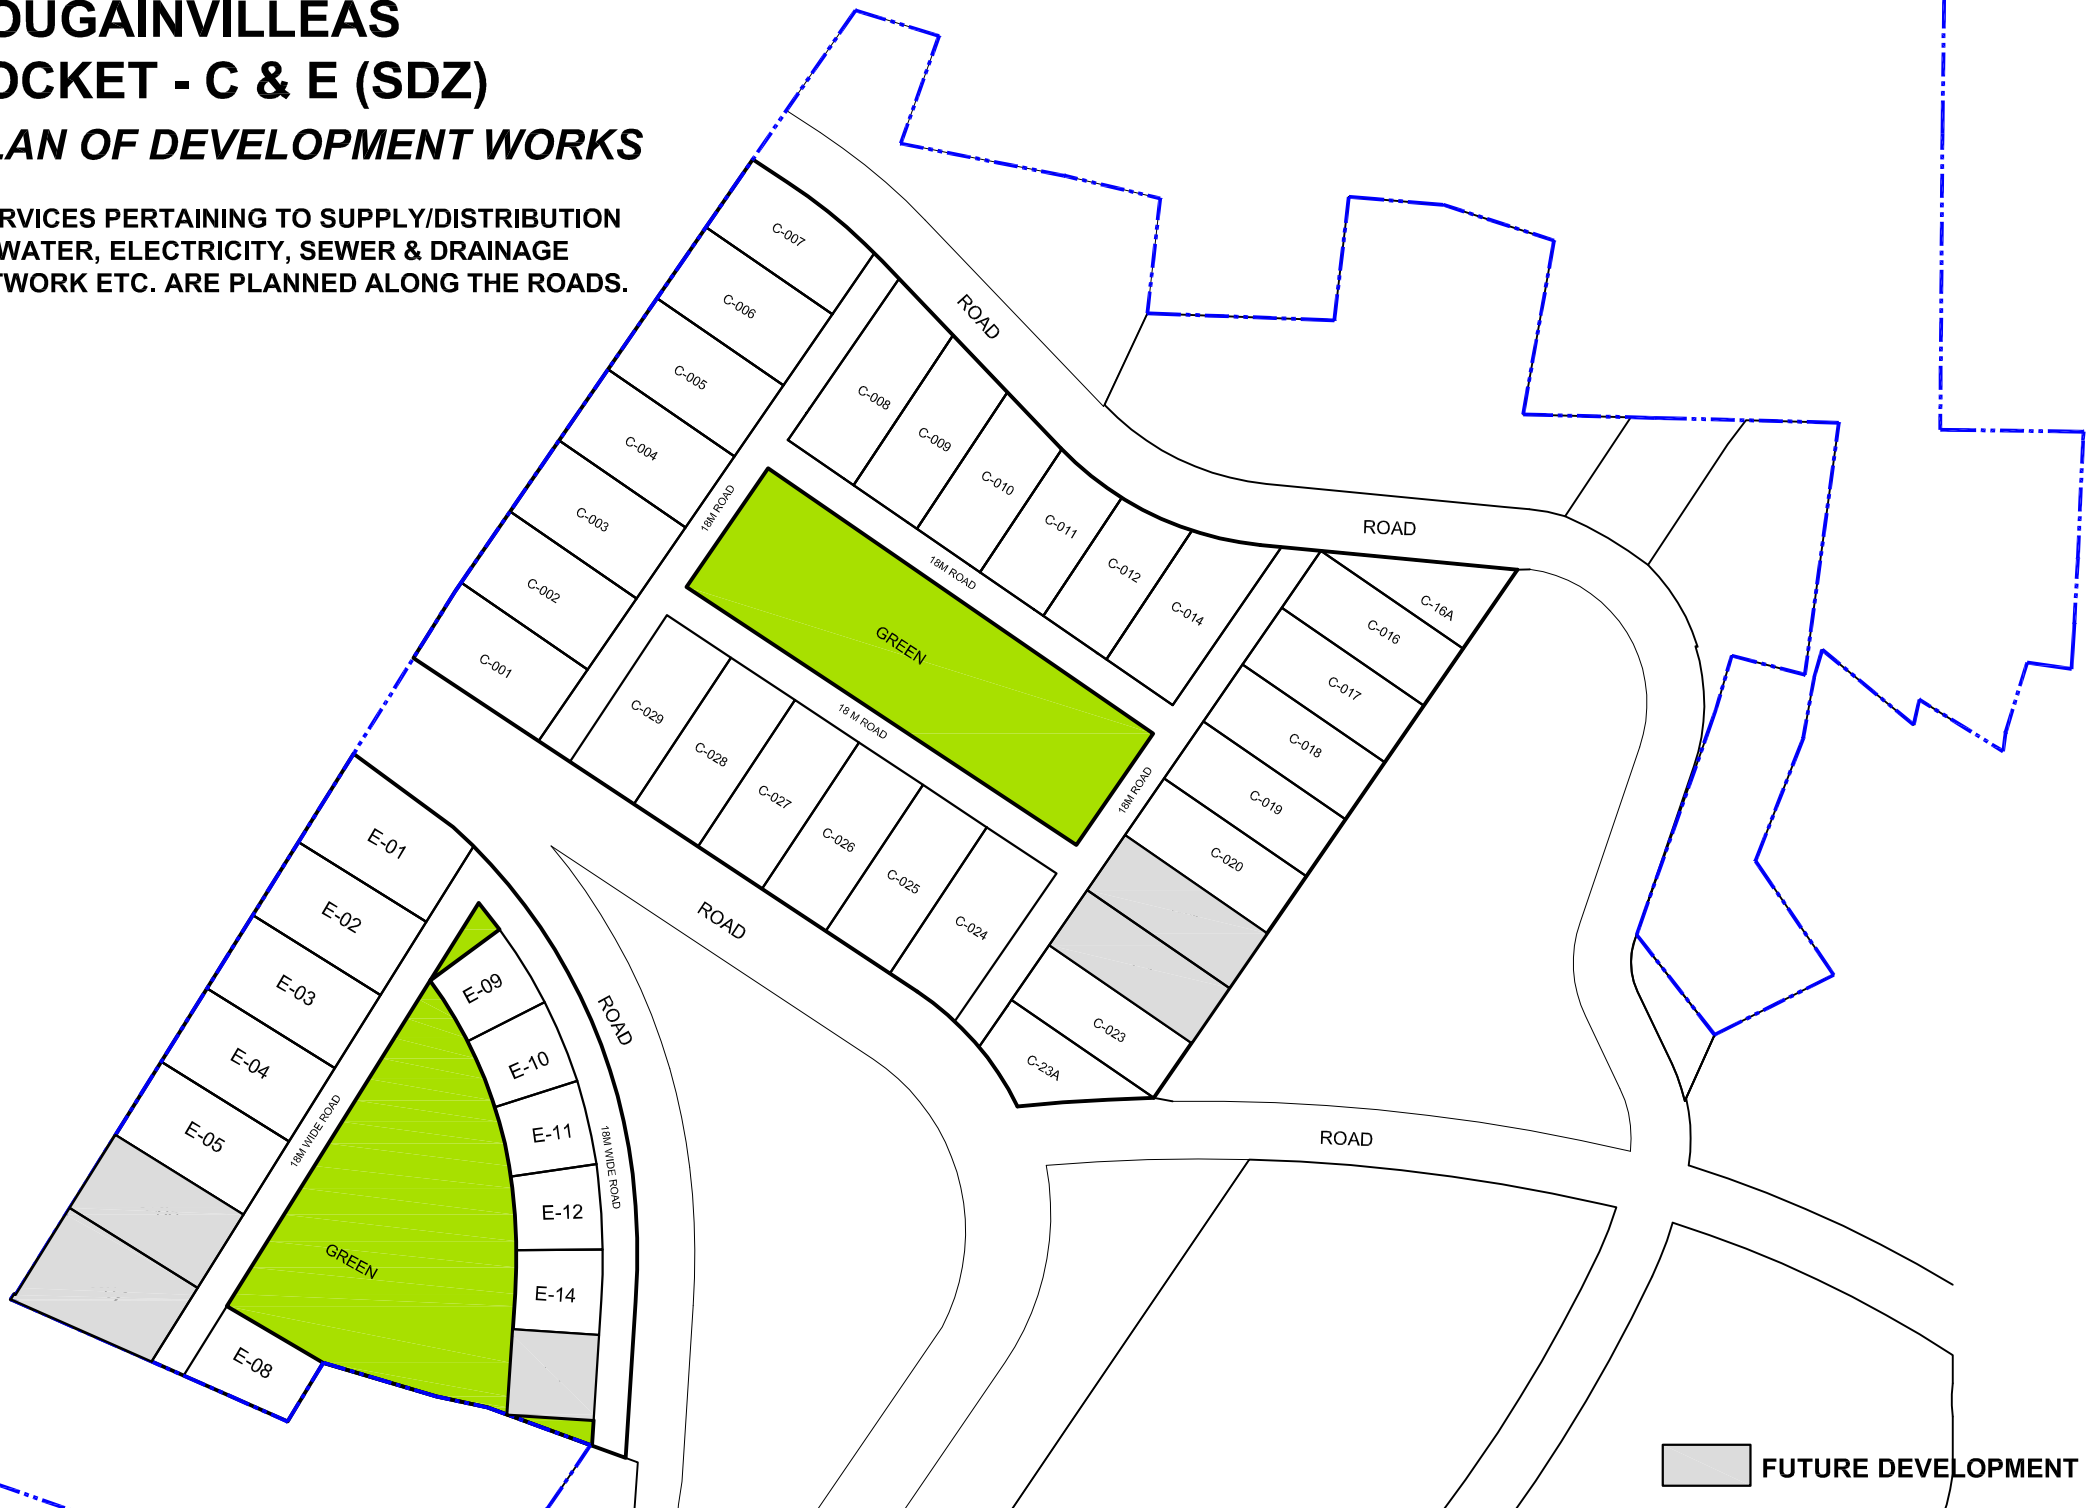 OUGAINVILLEAS
OCKET - C & E (SDZ)
LAN OF DEVELOPMENT WORKS
RVICES PERTAINING TO SUPPLY/DISTRIBUTION
WATER, ELECTRICITY, SEWER & DRAINAGE
TWORK ETC. ARE PLANNED ALONG THE ROADS.
C-007
C-006
C-005
C-004
C-003
C-002
C-001
18M ROAD
ROAD
C-008
C-009
C-010
C-011
C-012
C-014
18M ROAD
GREEN
18 M ROAD
ROAD
C-16A
C-016
C-017
C-018
C-019
C-020
18M ROAD
C-023
C-23A
C-029
C-028
C-027
C-026
C-025
C-024
ROAD
E-01
E-02
E-03
E-04
E-05
18M WIDE ROAD
E-08
GREEN
E-09
E-10
E-11
E-12
E-14
18M WIDE ROAD
ROAD
ROAD
FUTURE DEVELOPMENT